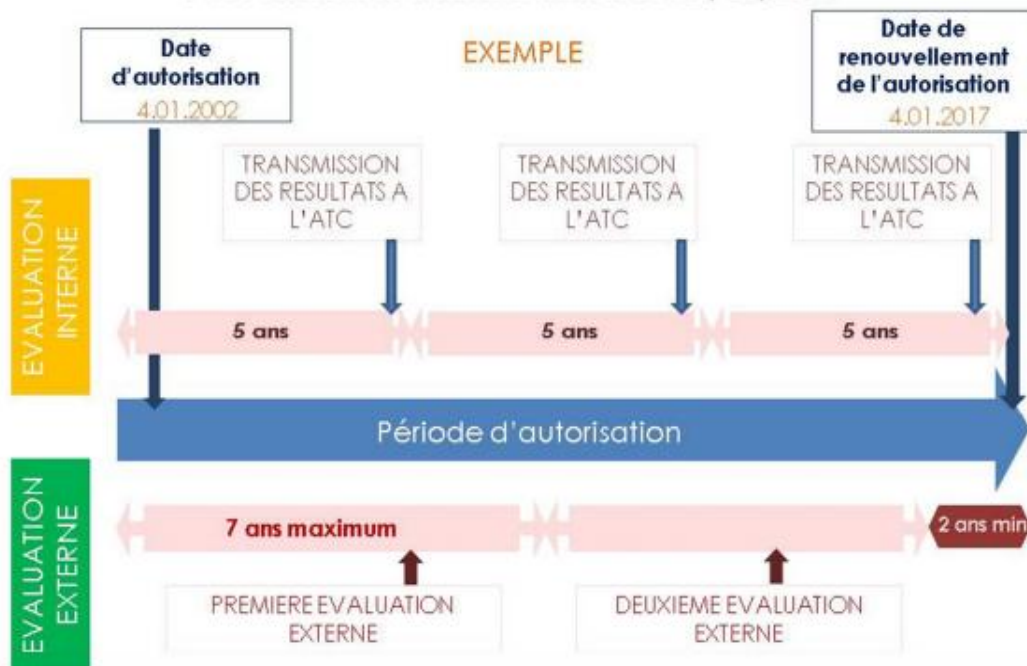 Date
d'autorisation
4.01.2002
EXEMPLE
Date de
renouvellement
de l'autorisation
4.01.2017
TRANSMISSION
DES RESULTATS A
L'ATC
TRANSMISSION
DES RESULTATS A
L'ATC
TRANSMISSION
DES RESULTATS A
L'ATC
EVALUATION
INTERNE
5 ans
5 ans
5 ans
Période d'autorisation
EVALUATION
EXTERNE
7 ans maximum
2 ans min
PREMIERE EVALUATION
EXTERNE
DEUXIEME EVALUATION
EXTERNE